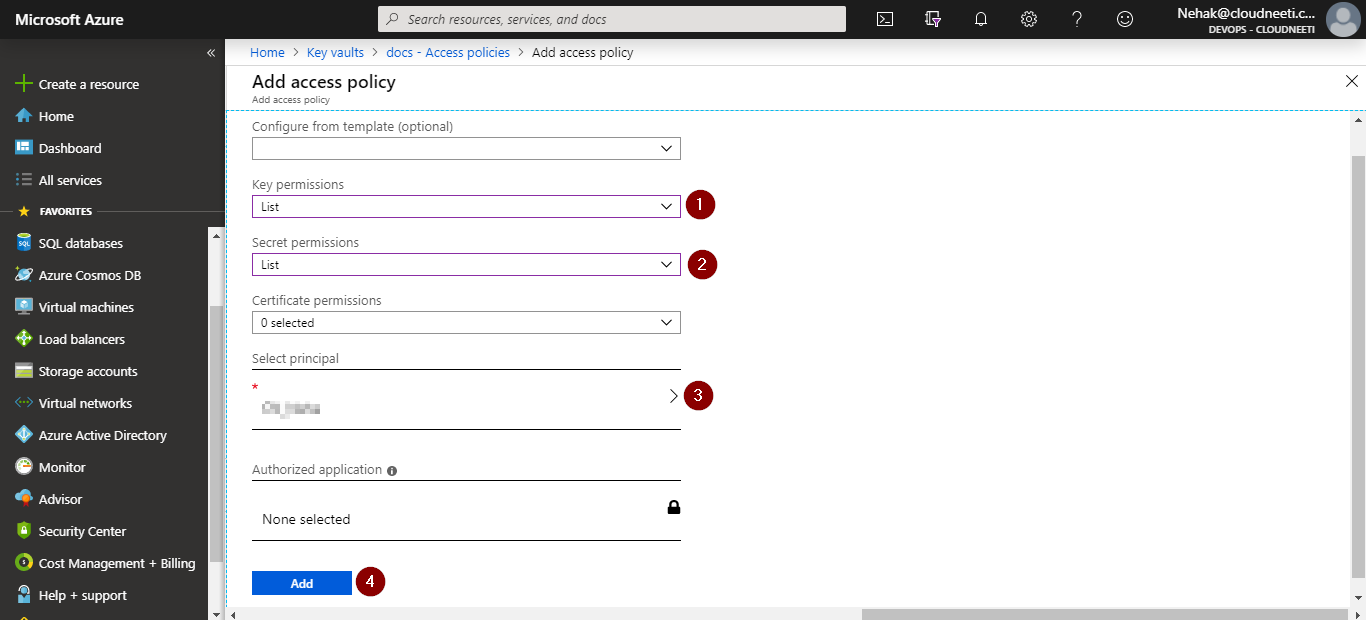 Microsoft Azure
Search resources, services, and docs
Nehak@cloudneeti.c...
DEVOPS - CLOUDNEETI
Create a resource
Home
Dashboard
All services
FAVORITES
SQL databases
Azure Cosmos DB
Virtual machines
Load balancers
Storage accounts
Virtual networks
Azure Active Directory
Monitor
Advisor
Security Center
Cost Management + Billing
Help + support
Home > Key vaults > docs - Access policies > Add access policy
Add access policy
Add access policy
Configure from template (optional)
Key permissions
List
1
Secret permissions
List
2
Certificate permissions
0 selected
Select principal
*
3
Authorized application
None selected
Add
4